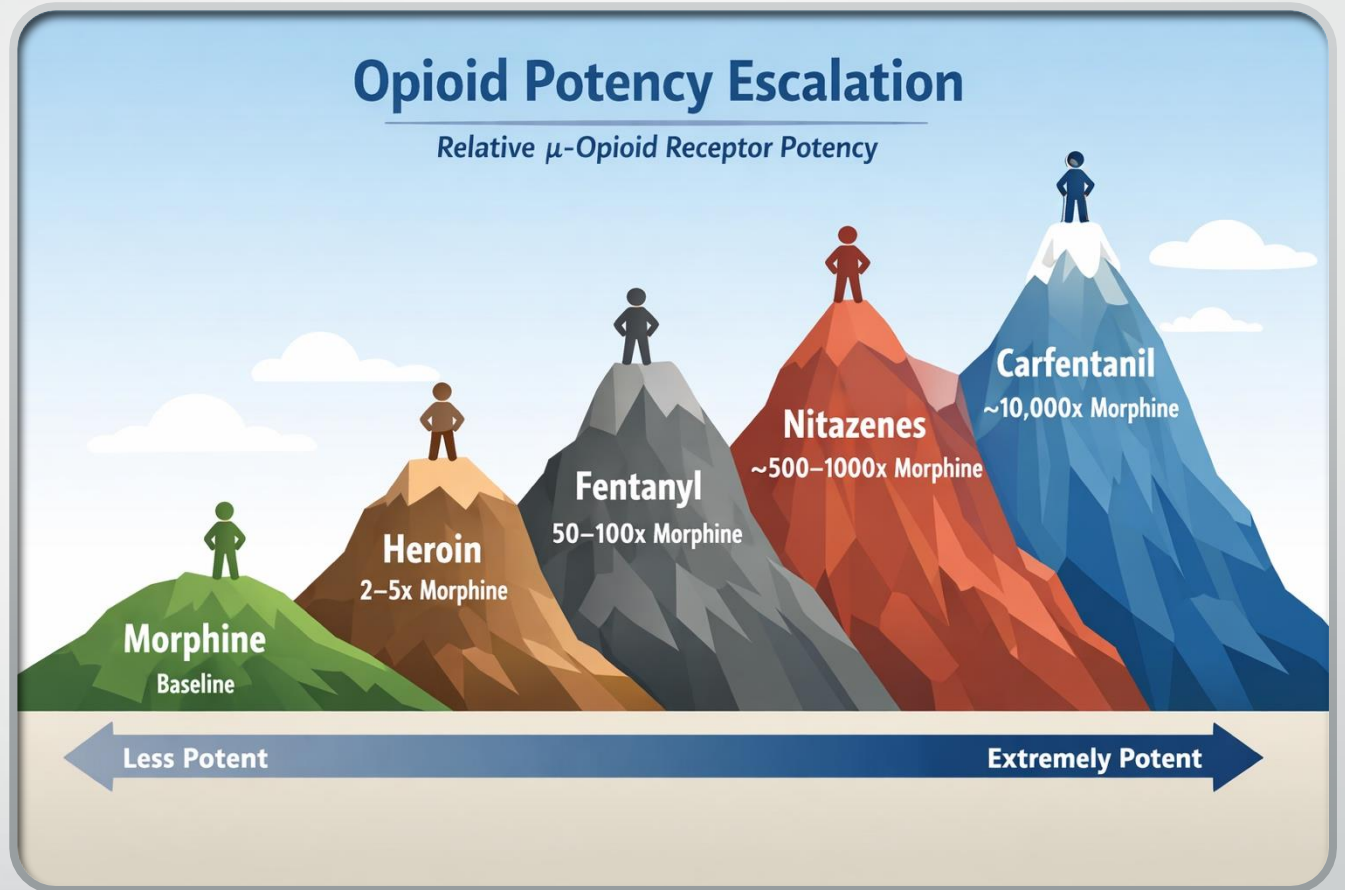 Opioid Potency Escalation
Relative μ-Opioid Receptor Potency
Morphine
Baseline
Heroin
2–5x Morphine
Fentanyl
50–100x Morphine
Nitazenes
~500–1000x Morphine
Carfentanil
~10,000x Morphine
Less Potent
Extremely Potent